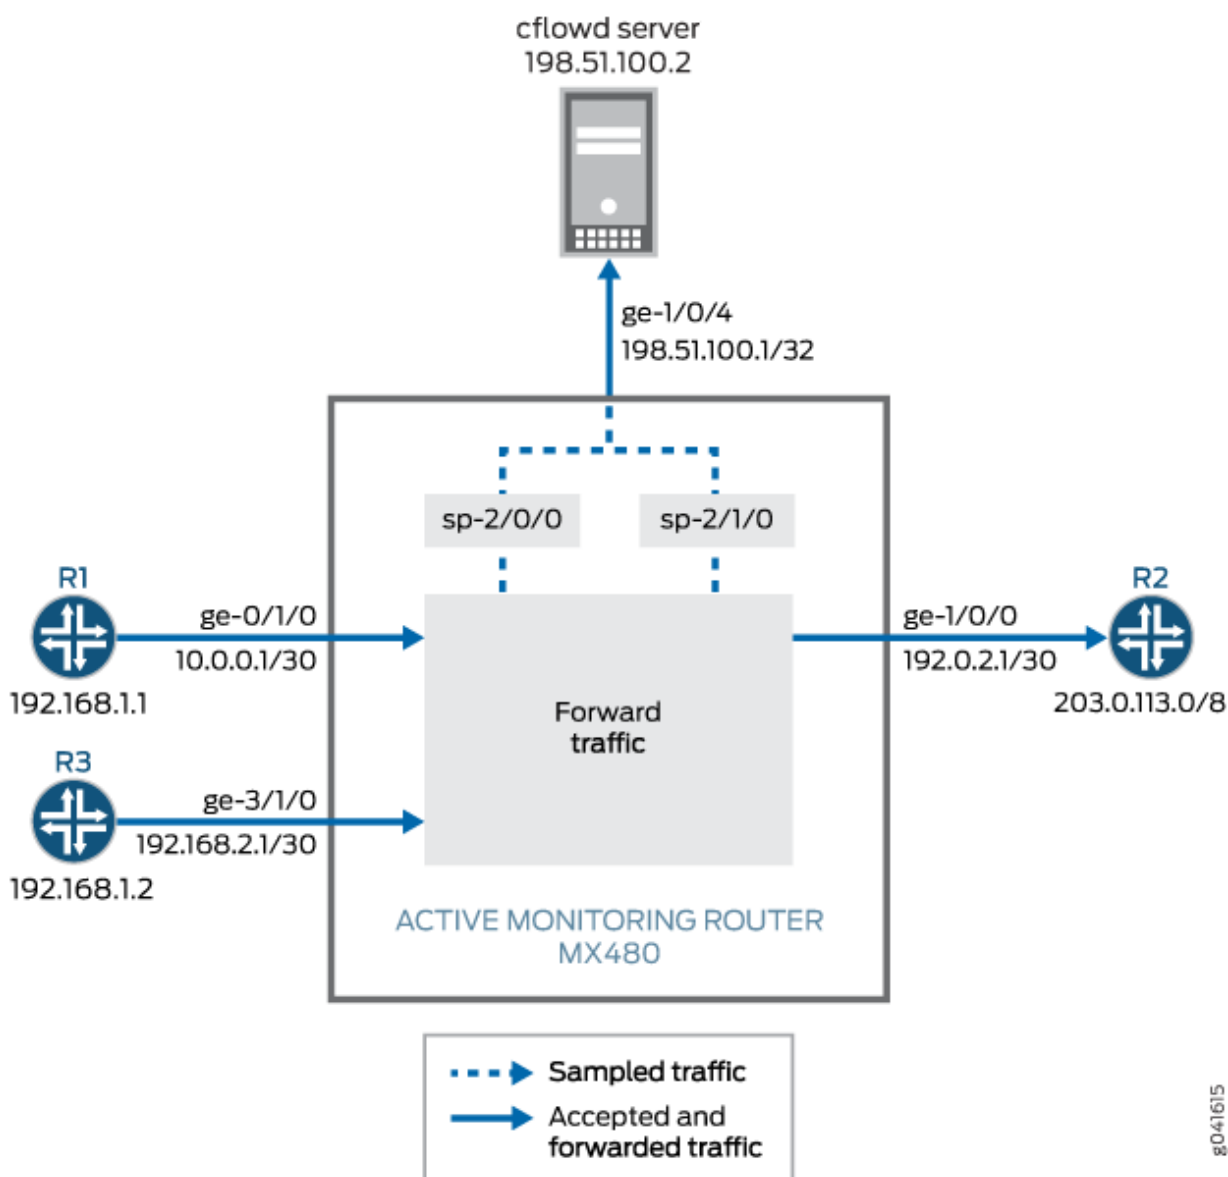 cflowd server
198.51.100.2
ge-1/0/4
198.51.100.1/32
sp-2/0/0
sp-2/1/0
R1
ge-0/1/0
10.0.0.1/30
192.168.1.1
R2
ge-1/0/0
192.0.2.1/30
203.0.113.0/8
Forward
traffic
R3
ge-3/1/0
192.168.2.1/30
192.168.1.2
ACTIVE MONITORING ROUTER
MX480
Sampled traffic
Accepted and
forwarded traffic
g041615